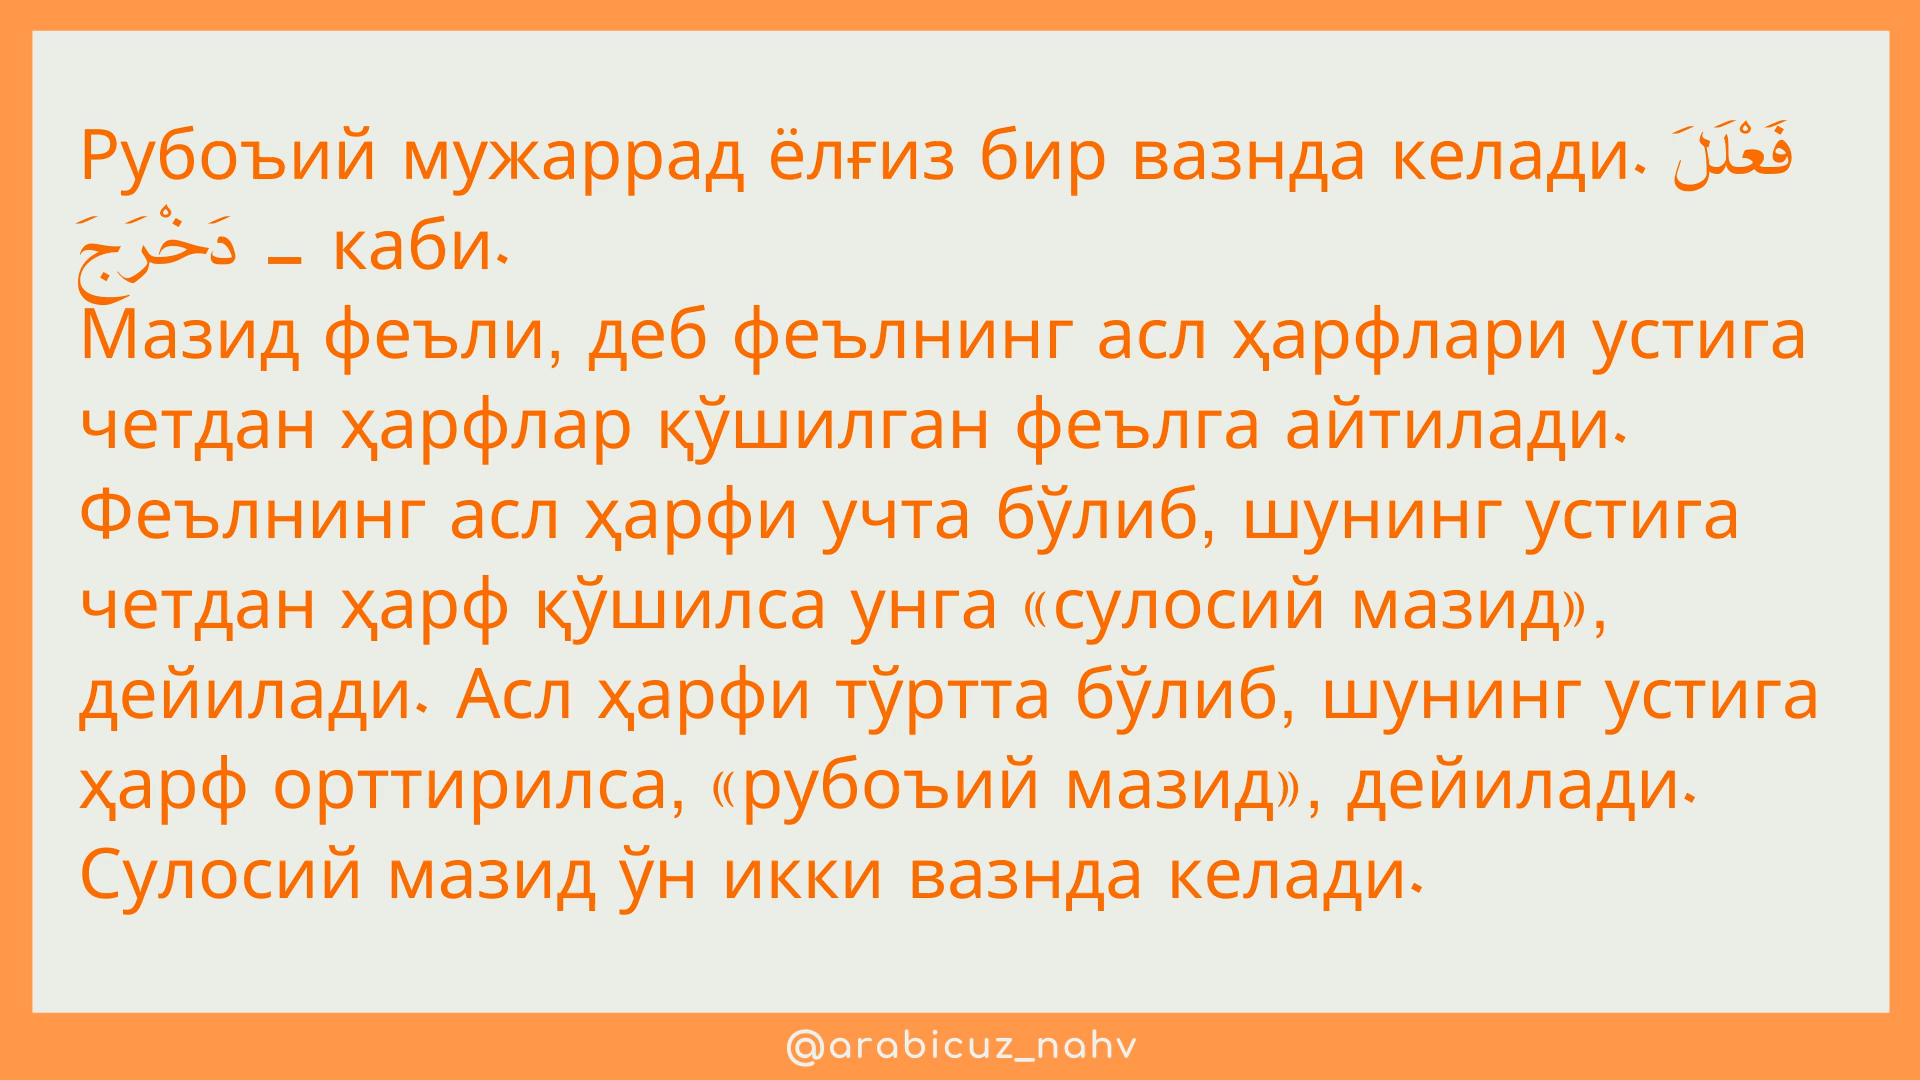 Рубоъий мужаррад ёлғиз бир вазнда келади. فَعْلَلَ
دَخْرَجَ – каби.
Мазид феъли, деб феълнинг асл ҳарфлари устига
четдан ҳарфлар қўшилган феълга айтилади.
Феълнинг асл ҳарфи учта бўлиб, шунинг устига
четдан ҳарф қўшилса унга «сулосий мазид»,
дейилади. Асл ҳарфи тўртта бўлиб, шунинг устига
ҳарф орттирилса, «рубоъий мазид», дейилади.
Сулосий мазид ўн икки вазнда келади.
@arabicuz_nahv